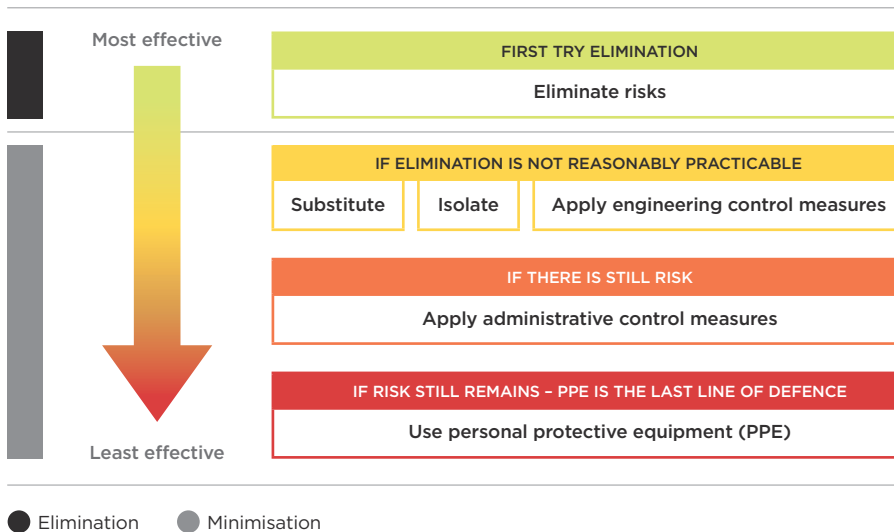 Most effective
FIRST TRY ELIMINATION
Eliminate risks
IF ELIMINATION IS NOT REASONABLY PRACTICABLE
Substitute
Isolate
Apply engineering control measures
IF THERE IS STILL RISK
Apply administrative control measures
IF RISK STILL REMAINS – PPE IS THE LAST LINE OF DEFENCE
Use personal protective equipment (PPE)
Least effective
Elimination
Minimisation